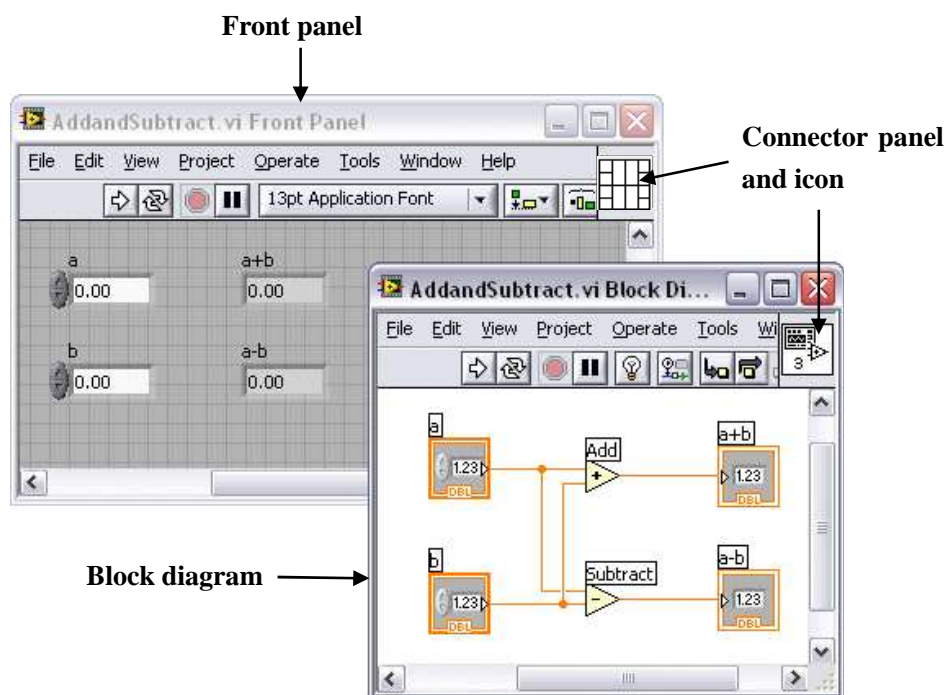 Front panel
AddandSubtract.vi Front Panel
File Edit View Project Operate Tools Window Help
13pt Application Font
Connector panel
and icon
a
0.00
a+b
0.00
b
0.00
a-b
0.00
AddandSubtract.vi Block Di...
File Edit View Project Operate Tools Wi
3
a
1.23
DBL
Add
+
a+b
1.23
DBL
Block diagram
b
1.23
DBL
Subtract
-
a-b
1.23
DBL